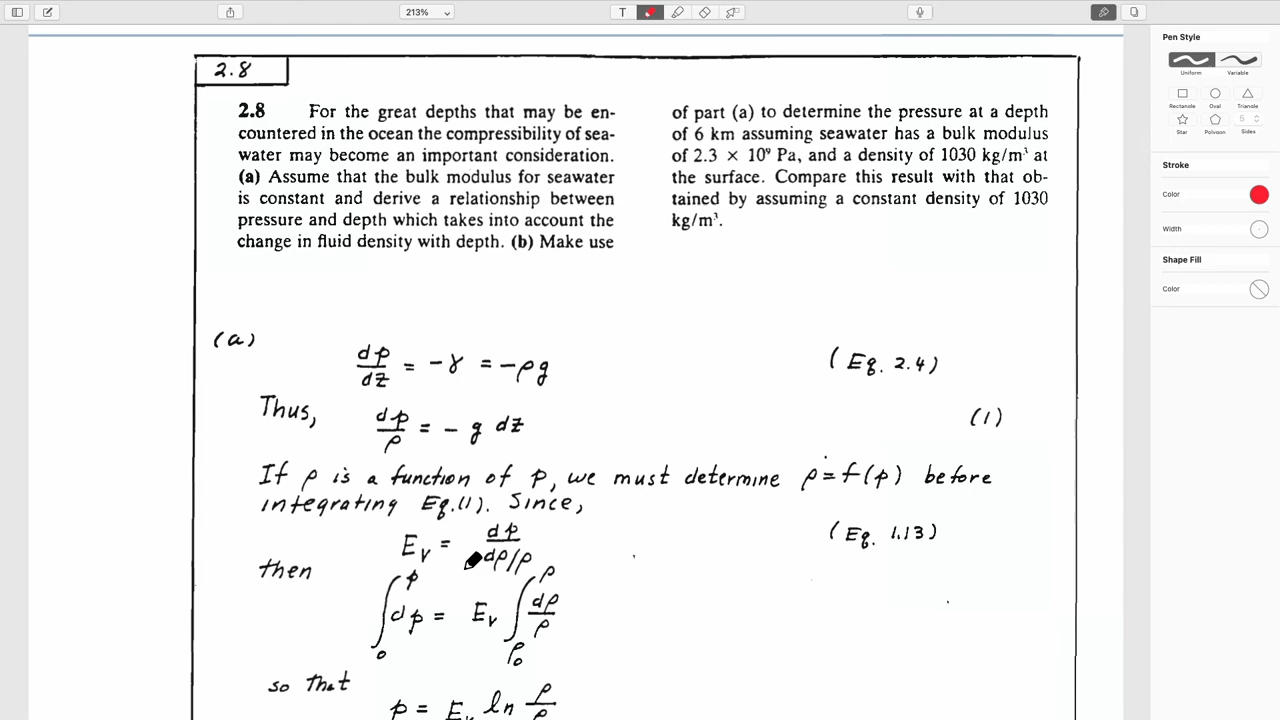 213%
T
Pen Style
Uniform
Variable
Rectangle
Oval
Triangle
Star
Polygon
5
Sides
Stroke
Color
Width
Shape Fill
Color
2.8
2.8 For the great depths that may be en-
countered in the ocean the compressibility of sea-
water may become an important consideration.
(a) Assume that the bulk modulus for seawater
is constant and derive a relationship between
pressure and depth which takes into account the
change in fluid density with depth. (b) Make use
of part (a) to determine the pressure at a depth
of 6 km assuming seawater has a bulk modulus
of 2.3 × 10⁹ Pa, and a density of 1030 kg/m³ at
the surface. Compare this result with that ob-
tained by assuming a constant density of 1030
kg/m³.
(a)
dp/dz = -γ = -ρg (Eq. 2.4)
Thus,
dp/ρ = - g dz (1)
If ρ is a function of p, we must determine ρ = f(p) before
integrating Eq.(1). Since,
E_v = dp / dρ/ρ (Eq. 1.13)
then
∫₀^p dp = E_v ∫_ρ₀^ρ dρ/ρ
so that
p = E_v ln ρ/ρ